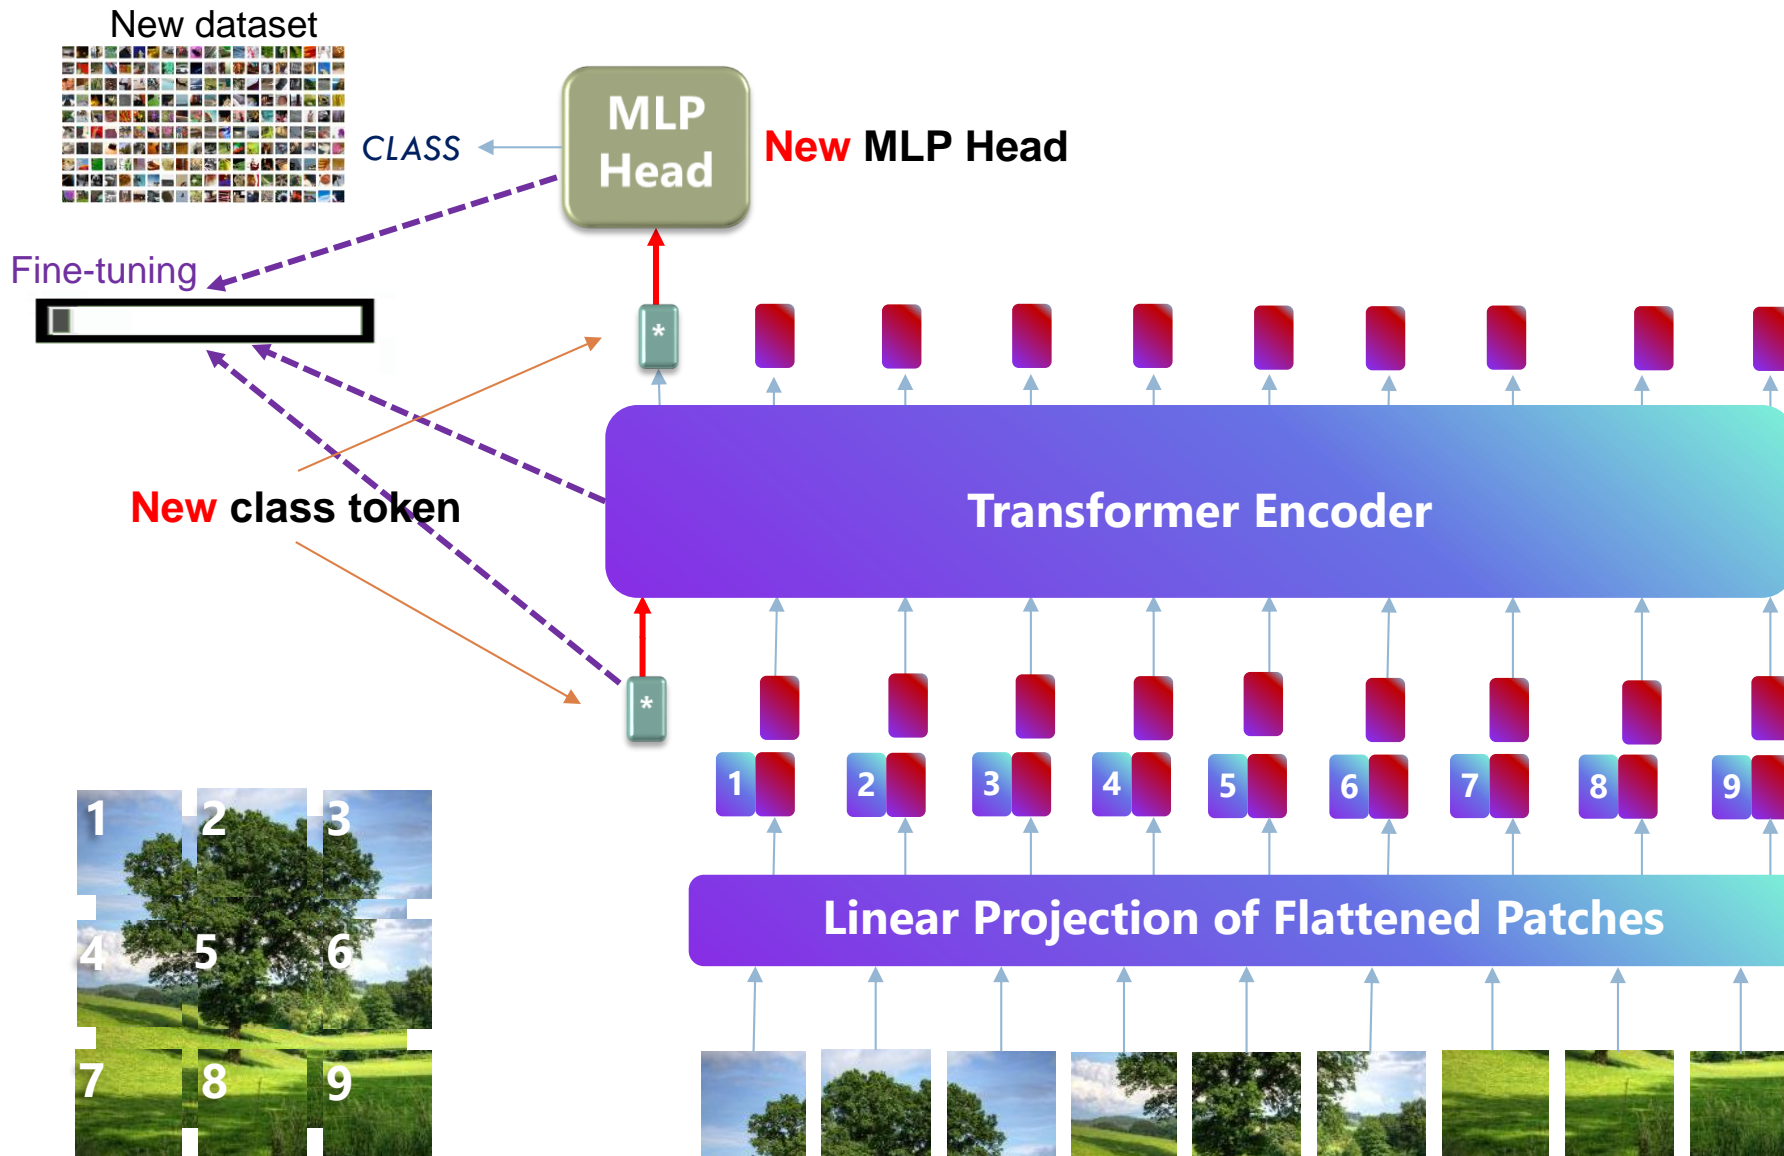 New dataset
MLP
Head
CLASS
New MLP Head
Fine-tuning
*
New class token
Transformer Encoder
*
1 2 3 4 5 6 7 8 9
1 2 3
4 5 6
7 8 9
Linear Projection of Flattened Patches